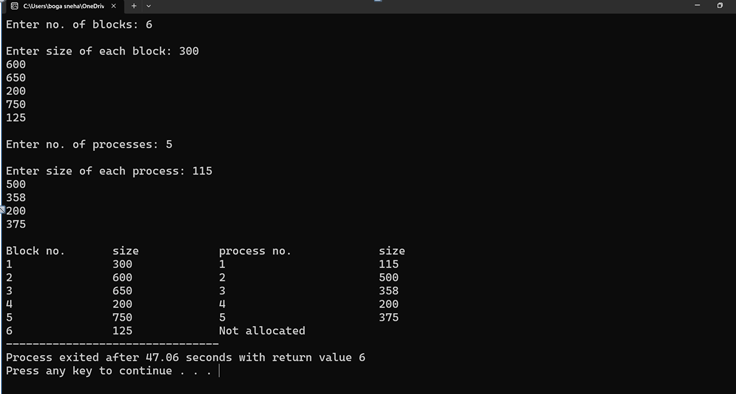 C:\Users\boga sneha\OneDriv
Enter no. of blocks: 6
Enter size of each block: 300
600
650
200
750
125
Enter no. of processes: 5
Enter size of each process: 115
500
358
200
375
Block no. size process no. size
1 300 1 115
2 600 2 500
3 650 3 358
4 200 4 200
5 750 5 375
6 125 Not allocated
--------------------------------
Process exited after 47.06 seconds with return value 6
Press any key to continue . . .